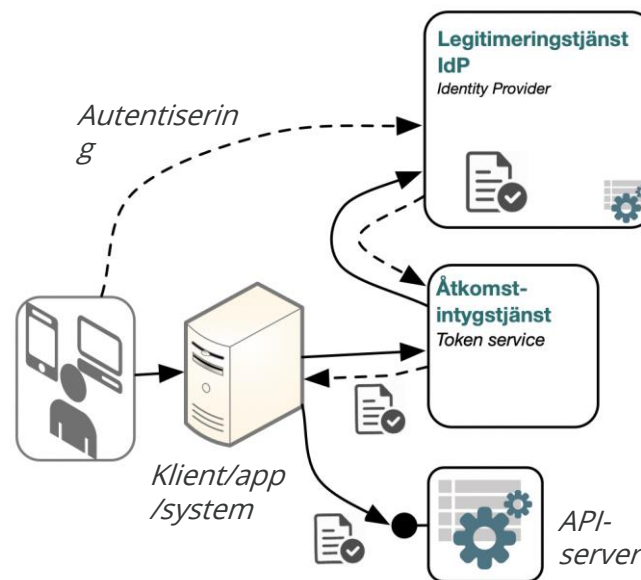 Legitimeringstjänst
IdP
Identity Provider
Autentiserin
g
Åtkomst-
intygstjänst
Token service
Klient/app
/system
API-
server